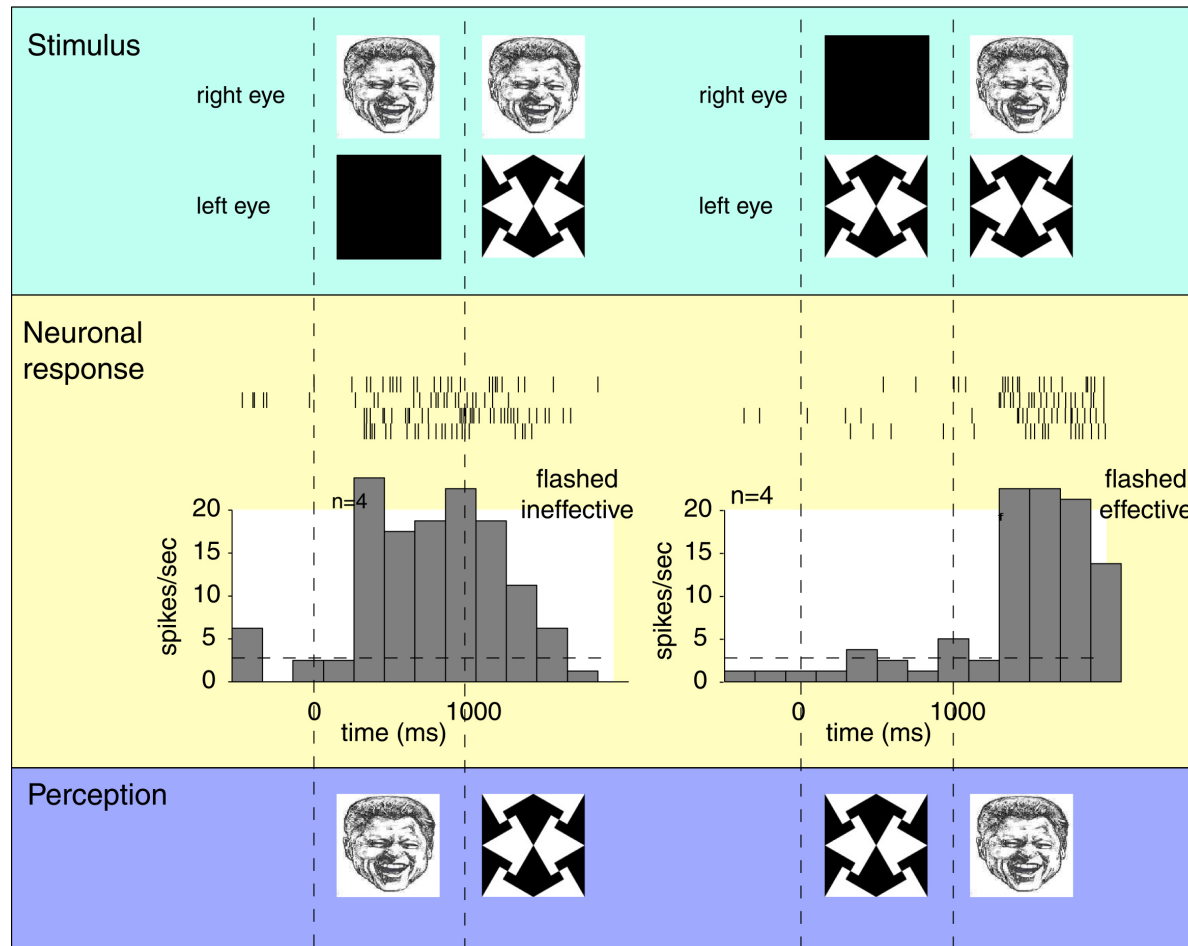 Stimulus
right eye
right eye
left eye
left eye
Neuronal
response
flashed
ineffective
n=4
20
15
10
5
0
spikes/sec
0
1000
time (ms)
flashed
effective
n=4
20
15
10
5
0
spikes/sec
0
1000
time (ms)
f
Perception